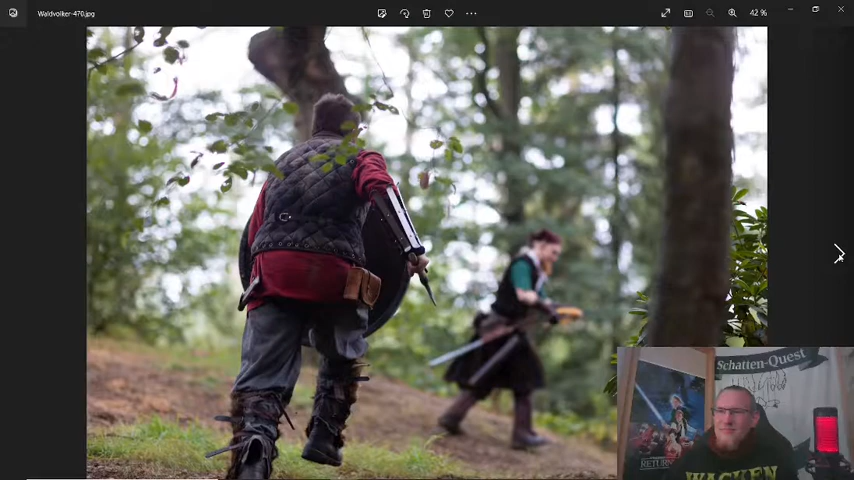 Waldvolker-470.jpg
42 %
Schatten-Quest
RETURN
WACKEN